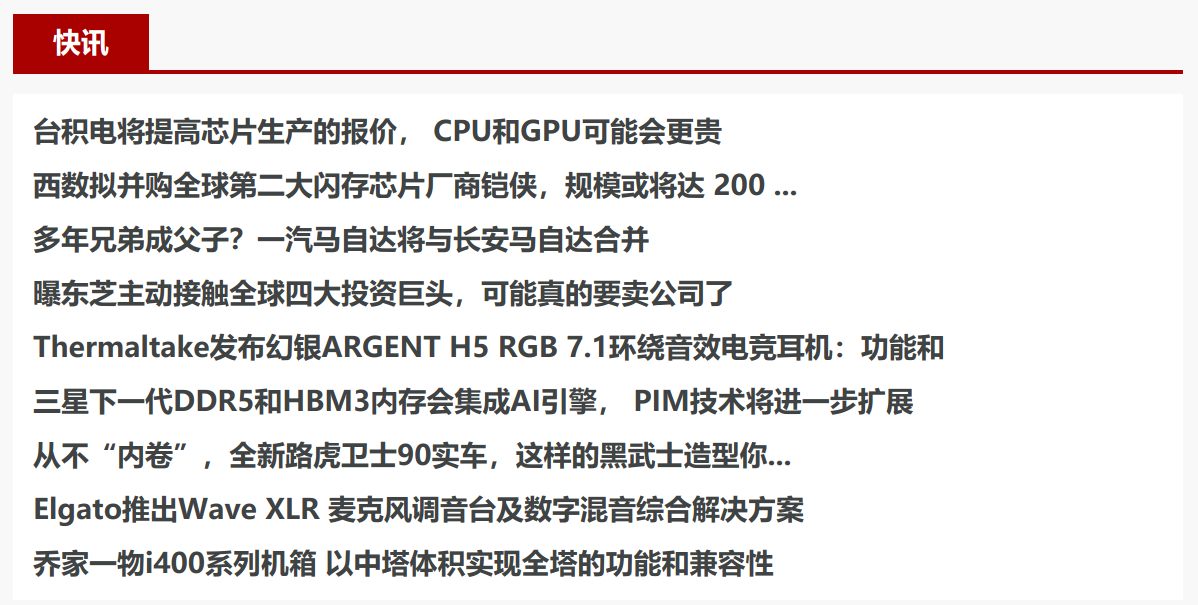 快讯
台积电将提高芯片生产的报价， CPU和GPU可能会更贵
西数拟并购全球第二大闪存芯片厂商铠侠，规模或将达 200 ...
多年兄弟成父子？一汽马自达将与长安马自达合并
曝东芝主动接触全球四大投资巨头，可能真的要卖公司了
Thermaltake发布幻银ARGENT H5 RGB 7.1环绕音效电竞耳机：功能和
三星下一代DDR5和HBM3内存会集成AI引擎， PIM技术将进一步扩展
从不“内卷”，全新路虎卫士90实车，这样的黑武士造型你...
Elgato推出Wave XLR 麦克风调音台及数字混音综合解决方案
乔家一物i400系列机箱 以中塔体积实现全塔的功能和兼容性